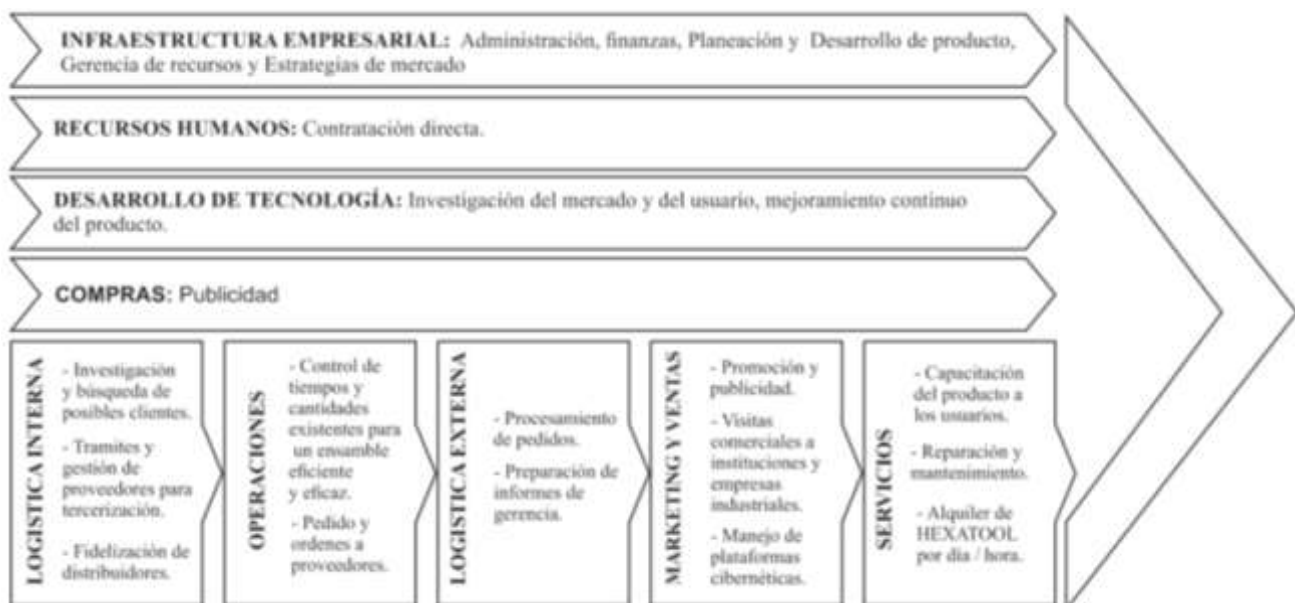 INFRAESTRUCTURA EMPRESARIAL: Administración, finanzas, Planeación y Desarrollo de producto,
Gerencia de recursos y Estrategias de mercado
RECURSOS HUMANOS: Contratación directa.
DESARROLLO DE TECNOLOGÍA: Investigación del mercado y del usuario, mejoramiento continuo
del producto.
COMPRAS: Publicidad
LOGISTICA INTERNA
- Investigación
y búsqueda de
posibles clientes.
- Tramites y
gestión de
proveedores para
tercerización.
- Fidelización de
distribuidores.
OPERACIONES
- Control de
tiempos y
cantidades
existentes para
un ensamble
eficiente
y eficaz.
- Pedido y
ordenes a
proveedores.
LOGISTICA EXTERNA
- Procesamiento
de pedidos.
- Preparación de
informes de
gerencia.
MARKETING Y VENTAS
- Promoción y
publicidad.
- Visitas
comerciales a
instituciones y
empresas
industriales.
- Manejo de
plataformas
cibernéticas.
SERVICIOS
- Capacitación
del producto a
los usuarios.
- Reparación y
mantenimiento.
- Alquiler de
HEXATOOL
por día / hora.